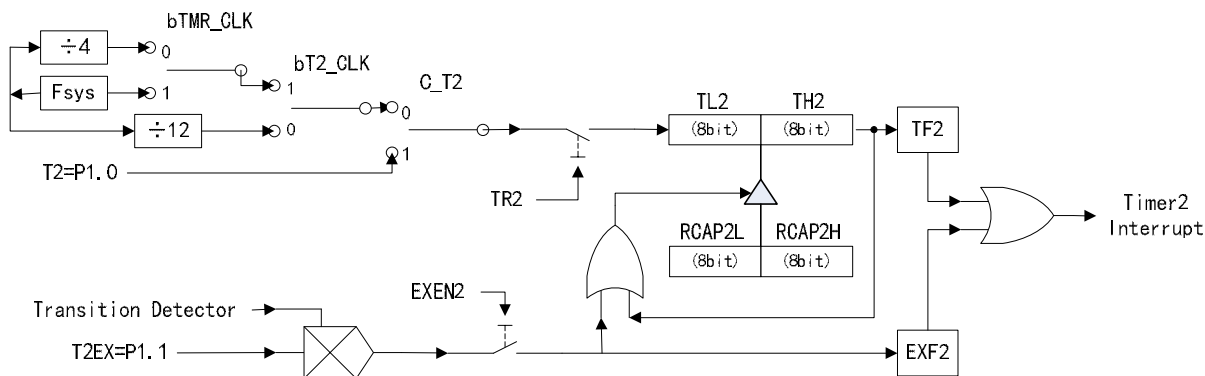 bTMR_CLK
÷4
0
bT2_CLK
Fsys
1
1
C_T2
0
TL2
TH2
÷12
0
(8bit)
(8bit)
TF2
1
T2=P1.0
TR2
Timer2
Interrupt
RCAP2L
RCAP2H
(8bit)
(8bit)
EXEN2
Transition Detector
T2EX=P1.1
EXF2